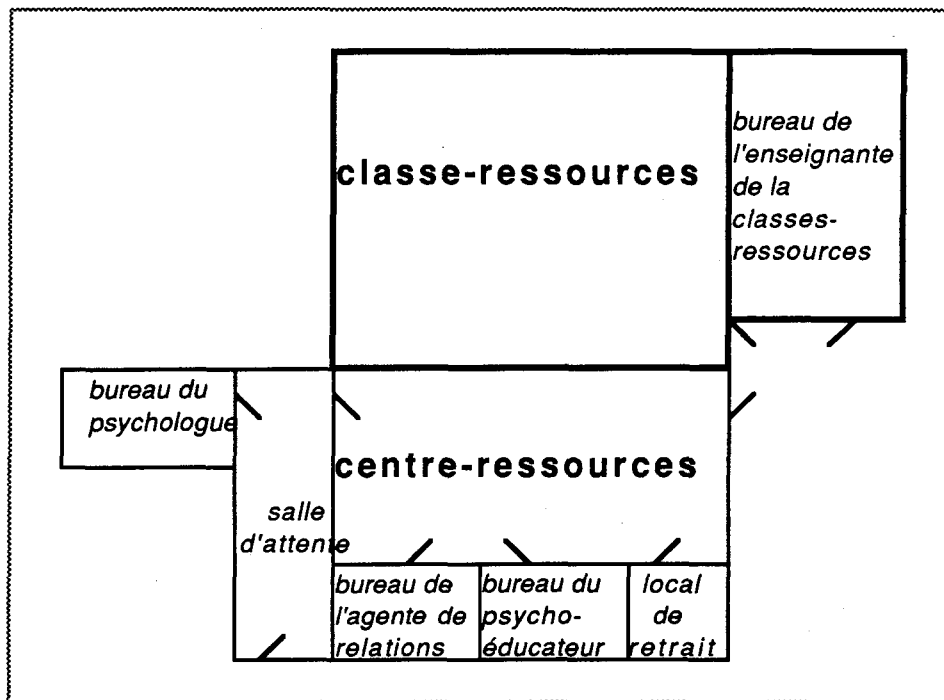 classe-ressources
bureau de
l'enseignante
de la
classes-
ressources
bureau du
psychologue
centre-ressources
salle
d'attente
bureau de
l'agente de
relations
bureau du
psycho-
éducateur
local
de
retrait